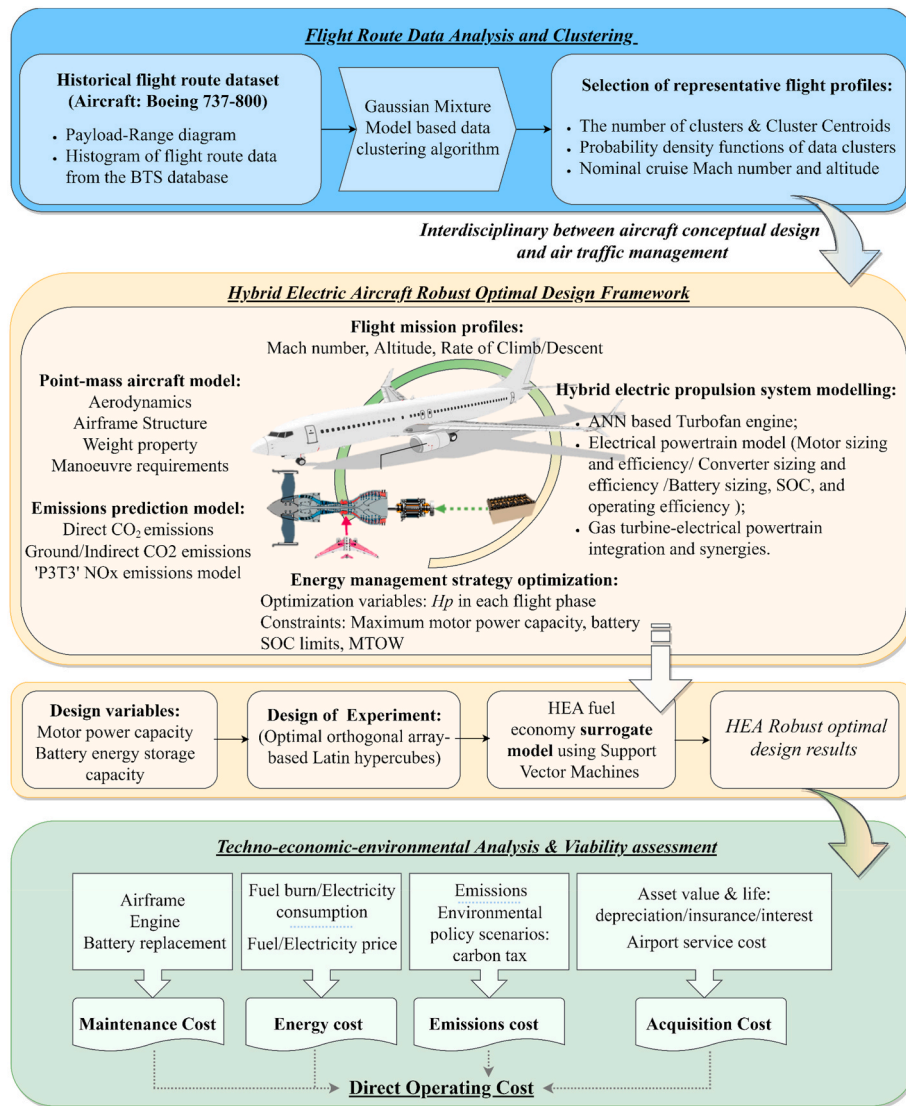 Flight Route Data Analysis and Clustering
Historical flight route dataset
(Aircraft: Boeing 737-800)
• Payload-Range diagram
• Histogram of flight route data
from the BTS database
Gaussian Mixture
Model based data
clustering algorithm
Selection of representative flight profiles:
• The number of clusters & Cluster Centroids
• Probability density functions of data clusters
• Nominal cruise Mach number and altitude
Interdisciplinary between aircraft conceptual design
and air traffic management
Hybrid Electric Aircraft Robust Optimal Design Framework
Flight mission profiles:
Mach number, Altitude, Rate of Climb/Descent
Point-mass aircraft model:
Aerodynamics
Airframe Structure
Weight property
Manoeuvre requirements
Emissions prediction model:
Direct CO₂ emissions
Ground/Indirect CO2 emissions
'P3T3' NOx emissions model
Hybrid electric propulsion system modelling:
• ANN based Turbofan engine;
• Electrical powertrain model (Motor sizing
and efficiency/ Converter sizing and
efficiency /Battery sizing, SOC, and
operating efficiency );
• Gas turbine-electrical powertrain
integration and synergies.
Energy management strategy optimization:
Optimization variables: Hp in each flight phase
Constraints: Maximum motor power capacity, battery
SOC limits, MTOW
Design variables:
Motor power capacity
Battery energy storage
capacity
Design of Experiment:
(Optimal orthogonal array-
based Latin hypercubes)
HEA fuel
economy surrogate
model using Support
Vector Machines
HEA Robust optimal
design results
Techno-economic-environmental Analysis & Viability assessment
Airframe
Engine
Battery replacement
Fuel burn/Electricity
consumption
Fuel/Electricity price
Emissions
Environmental
policy scenarios:
carbon tax
Asset value & life:
depreciation/insurance/interest
Airport service cost
Maintenance Cost
Energy cost
Emissions cost
Acquisition Cost
Direct Operating Cost